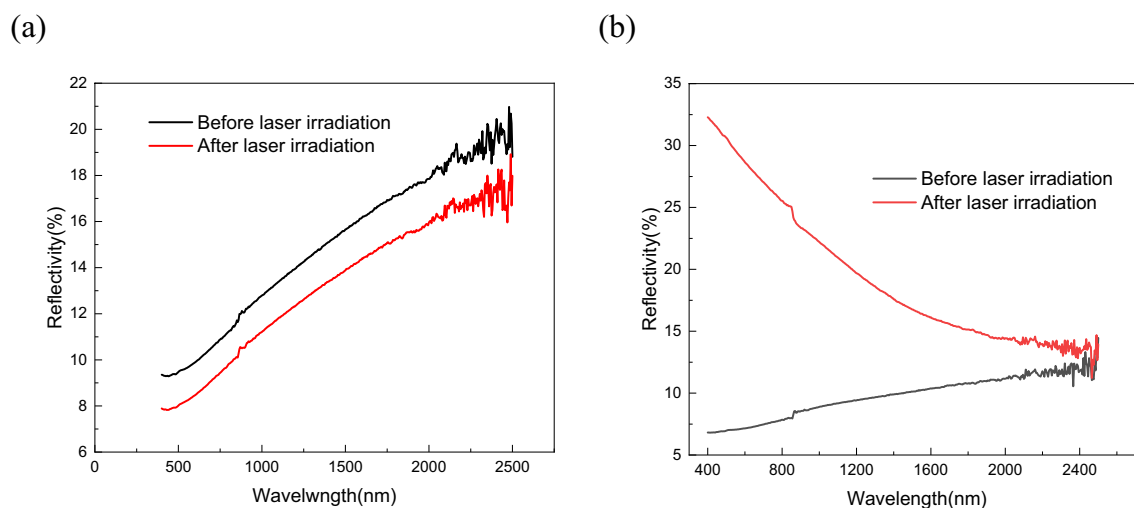 (a)
(b)
22
20
18
16
14
12
10
8
6
0
500
1000
1500
2000
2500
Reflectivity(%)
Wavelwngth(nm)
Before laser irradiation
After laser irradiation
35
30
25
20
15
10
5
400
800
1200
1600
2000
2400
Reflectivity(%)
Wavelength(nm)
Before laser irradiation
After laser irradiation